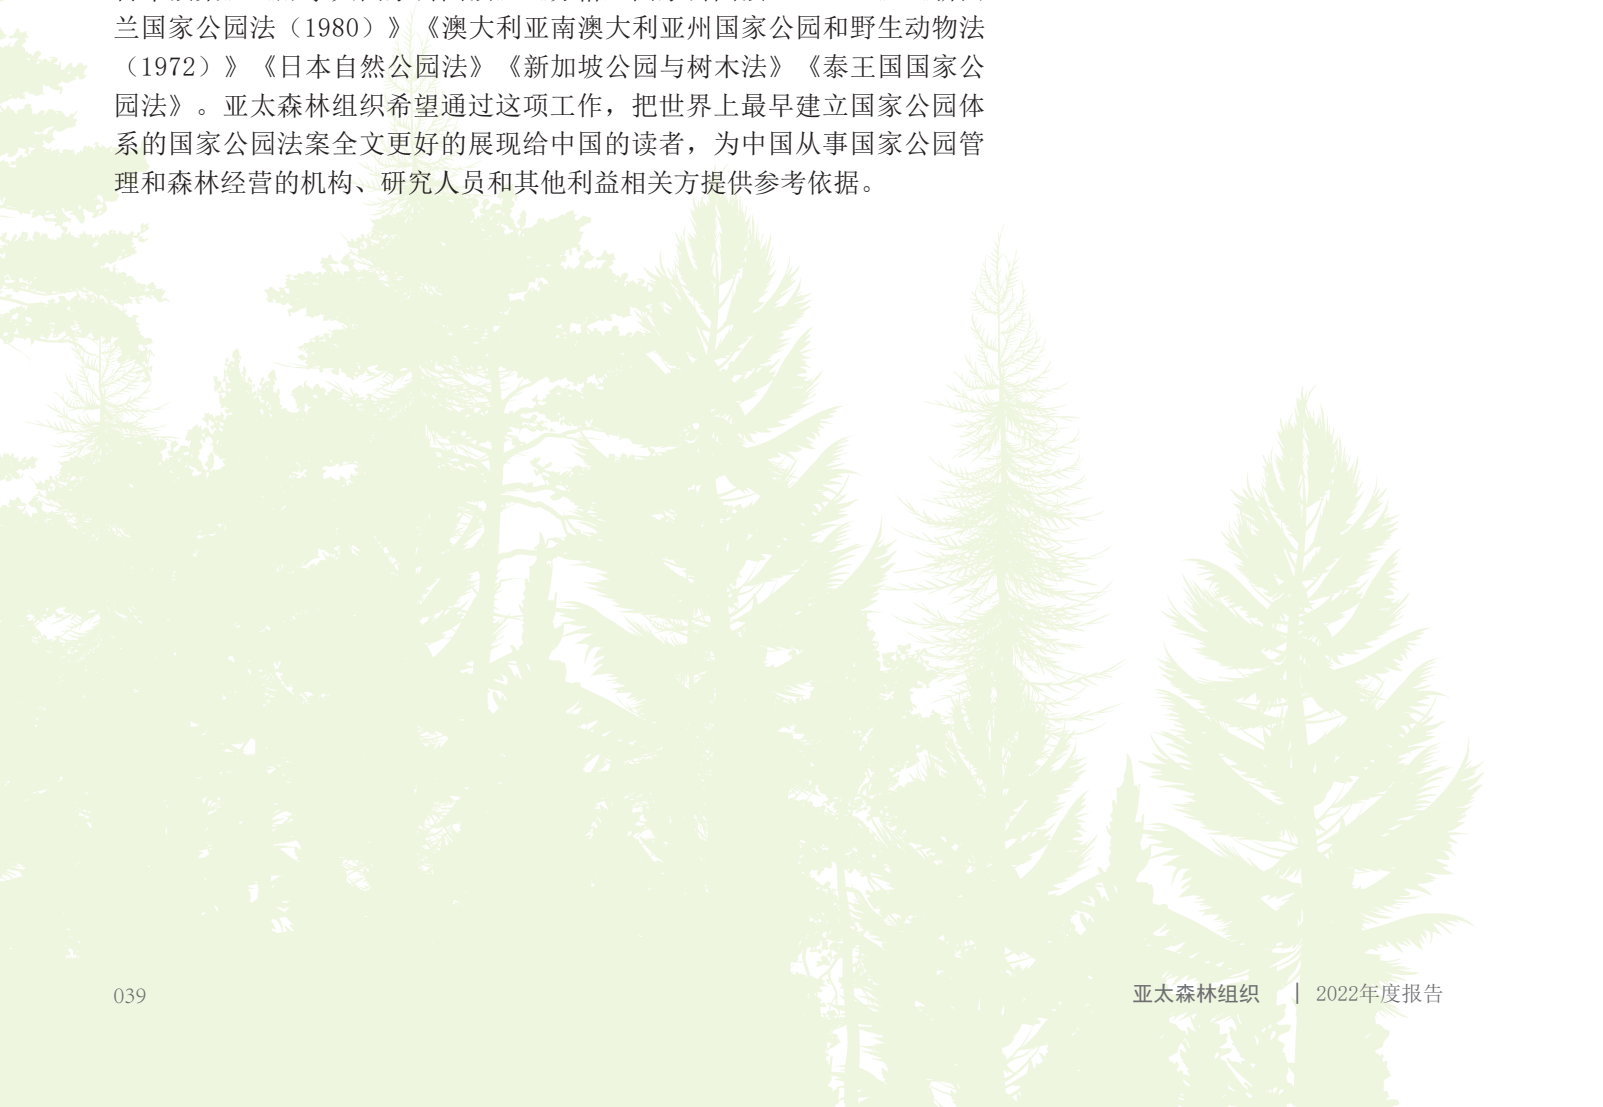 兰国家公园法（1980）》《澳大利亚南澳大利亚州国家公园和野生动物法
（1972）》《日本自然公园法》《新加坡公园与树木法》《泰王国国家公
园法》。亚太森林组织希望通过这项工作，把世界上最早建立国家公园体
系的国家公园法案全文更好的展现给中国的读者，为中国从事国家公园管
理和森林经营的机构、研究人员和其他利益相关方提供参考依据。
039
亚太森林组织 | 2022年度报告